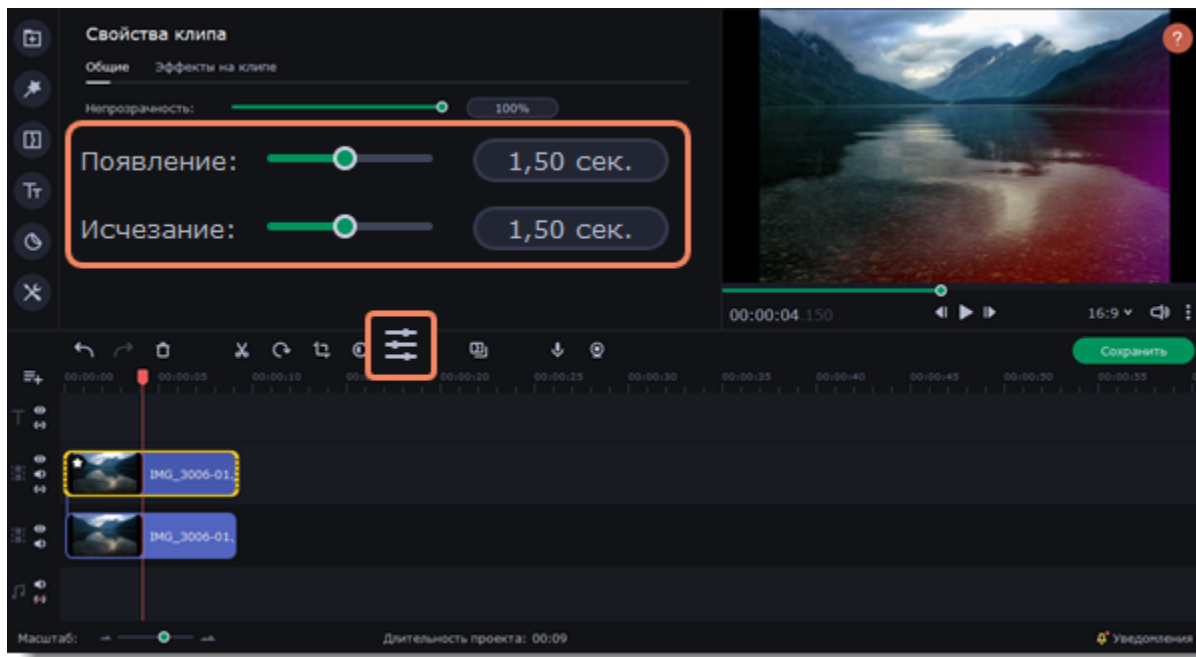 Свойства клипа
Общие Эффекты на клипе
Непрозрачность: 100%
Появление: 1,50 сек.
Исчезание: 1,50 сек.
?
Тт
00:00:04.150
16:9
Сохранить
00:00:00 00:00:05 00:00:10 00:00:20 00:00:25 00:00:30 00:00:35 00:00:40 00:00:45 00:00:50 00:00:55
T
IMG_3006-01.
IMG_3006-01.
Масштаб: Длительность проекта: 00:09 Уведомления